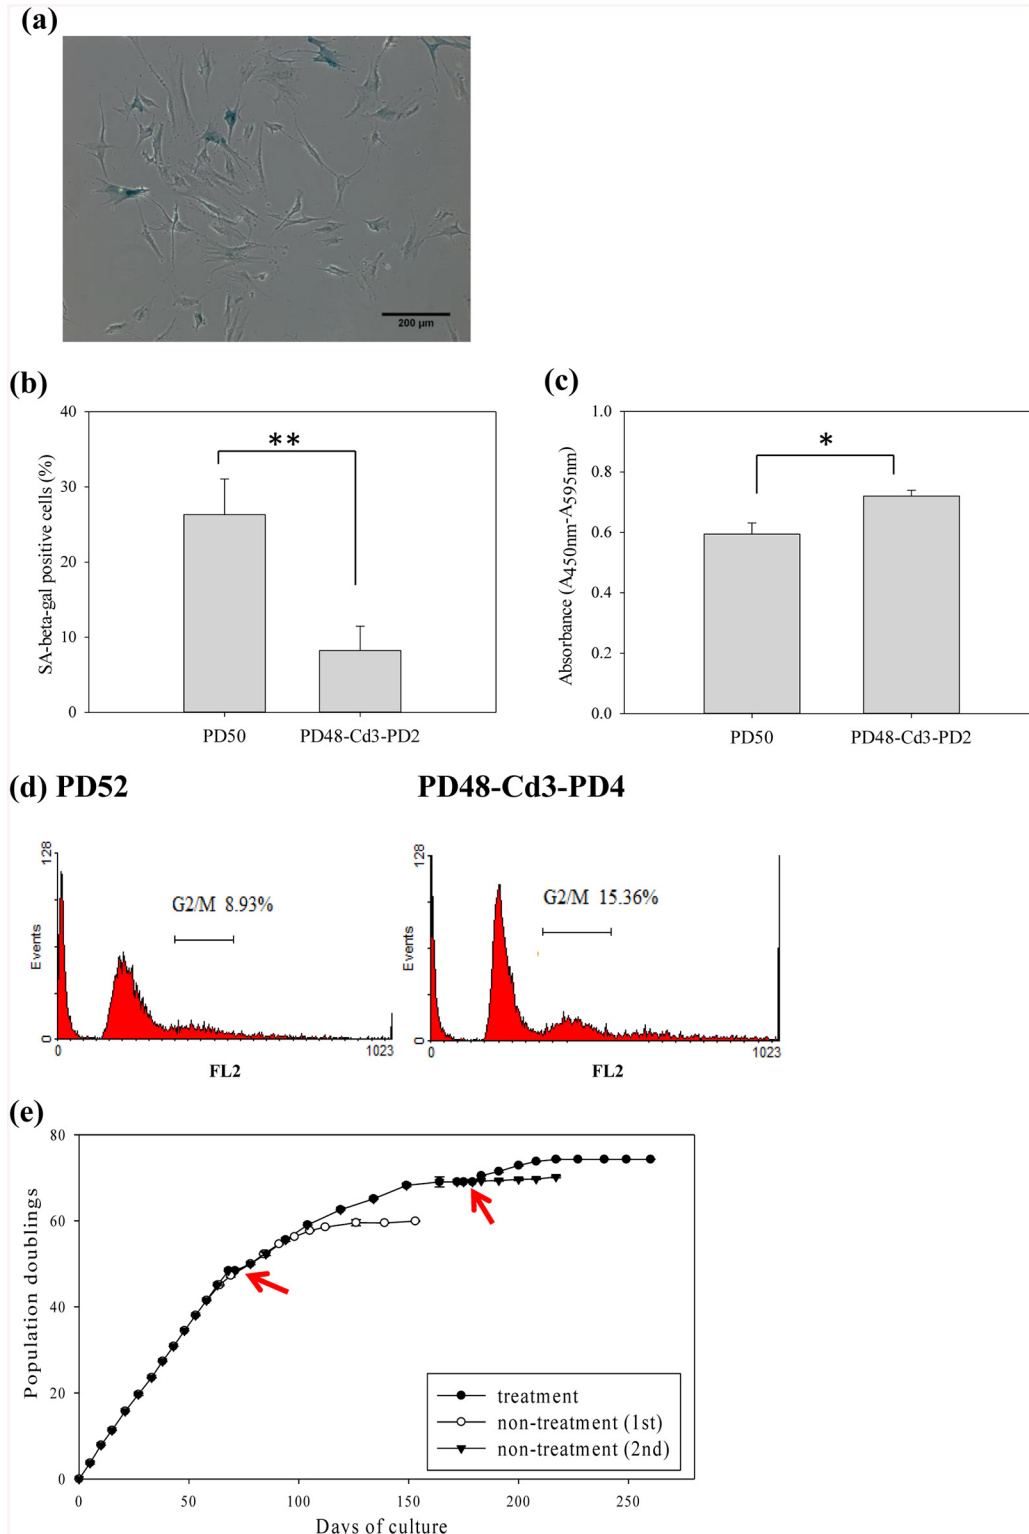 (a)
200 µm
(b)
(c)
40
30
20
10
0
SA-beta-gal positive cells (%)
**
PD50 PD48-Cd3-PD2
1.0
0.8
0.6
0.4
0.2
0.0
Absorbance (A450nm-A595nm)
*
PD50 PD48-Cd3-PD2
(d) PD52 PD48-Cd3-PD4
128
Events
0
G2/M 8.93%
0 1023
FL2
128
Events
0
G2/M 15.36%
0 1023
FL2
(e)
80
60
40
20
0
Population doublings
treatment
non-treatment (1st)
non-treatment (2nd)
0 50 100 150 200 250
Days of culture